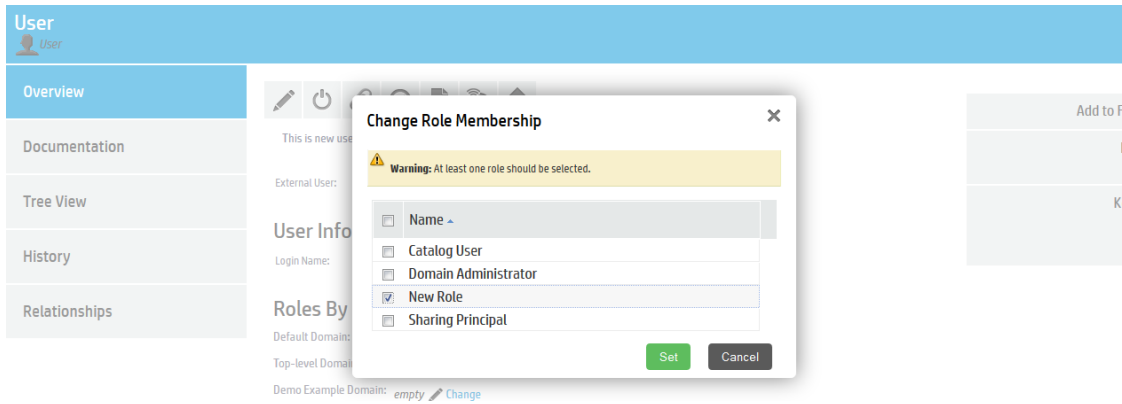 User
User
Overview
Documentation
Tree View
History
Relationships
This is new use
External User:
User Info
Login Name:
Roles By
Default Domain:
Top-level Domai
Demo Example Domain: empty Change
Change Role Membership
Warning: At least one role should be selected.
Name
Catalog User
Domain Administrator
New Role
Sharing Principal
Set Cancel
Add to F
K